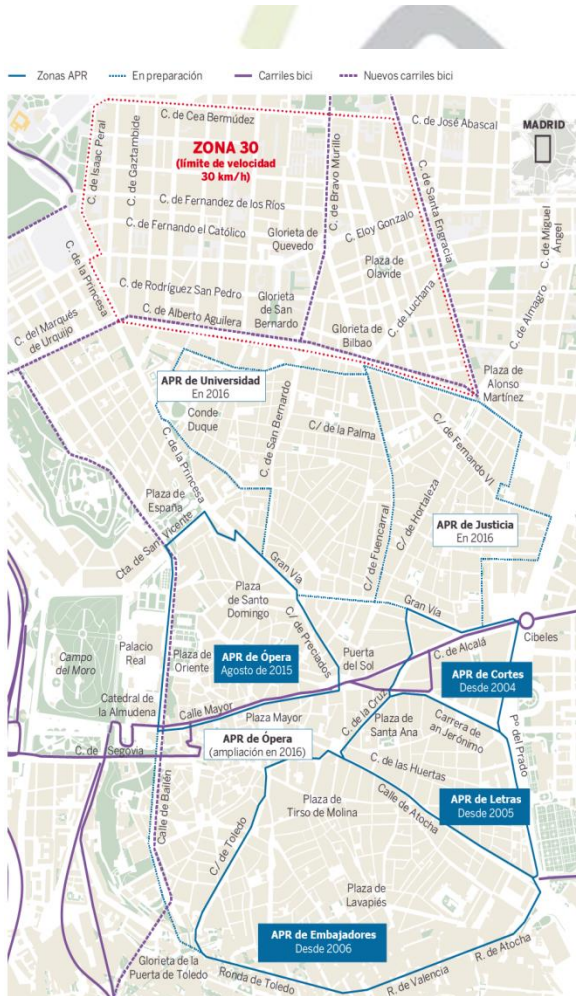 Zonas APR
En preparación
Carriles bici
Nuevos carriles bici
C. de Cea Bermúdez
C. de José Abascal
MADRID
ZONA 30
(límite de velocidad
30 km/h)
C. de Isaac Peral
C. de Gaztambide
C. de Bravo Murillo
C. de Santa Engracia
C. de Miguel
Ángel
C. de Fernandez de los Ríos
C. de Fernando el Católico
Glorieta de
Quevedo
C. Eloy Gonzalo
Plaza de
Olavide
C. de la Princesa
C. de Rodríguez San Pedro
Glorieta
de San
Bernardo
C. de Luchana
C. de Almagro
C. de Alberto Aguilera
Glorieta de
Bilbao
C. del Marqués
de Urquijo
Plaza de
Alonso
Martínez
APR de Universidad
En 2016
Conde
Duque
C. de San Bernardo
C/ de la Palma
C/ de Fernando VI
C. de la Princesa
C/ de Fuencarral
C/ de Hortaleza
APR de Justicia
En 2016
Plaza de
España
Cta. de San Vicente
Gran Vía
Gran Vía
Plaza
de Santo
Domingo
C/ de Preciados
Cibeles
Campo
del Moro
Palacio
Real
Plaza de
Oriente
APR de Ópera
Agosto de 2015
Puerta
del Sol
C. de Alcalá
APR de Cortes
Desde 2004
Catedral de
la Almudena
Calle Mayor
Plaza Mayor
C. de la Cruz
Plaza de
Santa Ana
Carrera de
an Jerónimo
Pº del Prado
C. de Segovia
APR de Ópera
(ampliación en 2016)
C. de las Huertas
Calle de Bailén
C/ de Toledo
Plaza de
Tirso de Molina
Calle de Atocha
APR de Letras
Desde 2005
Plaza de
Lavapiés
APR de Embajadores
Desde 2006
Glorieta de la
Puerta de Toledo
Ronda de Toledo
R. de Valencia
R. de Atocha